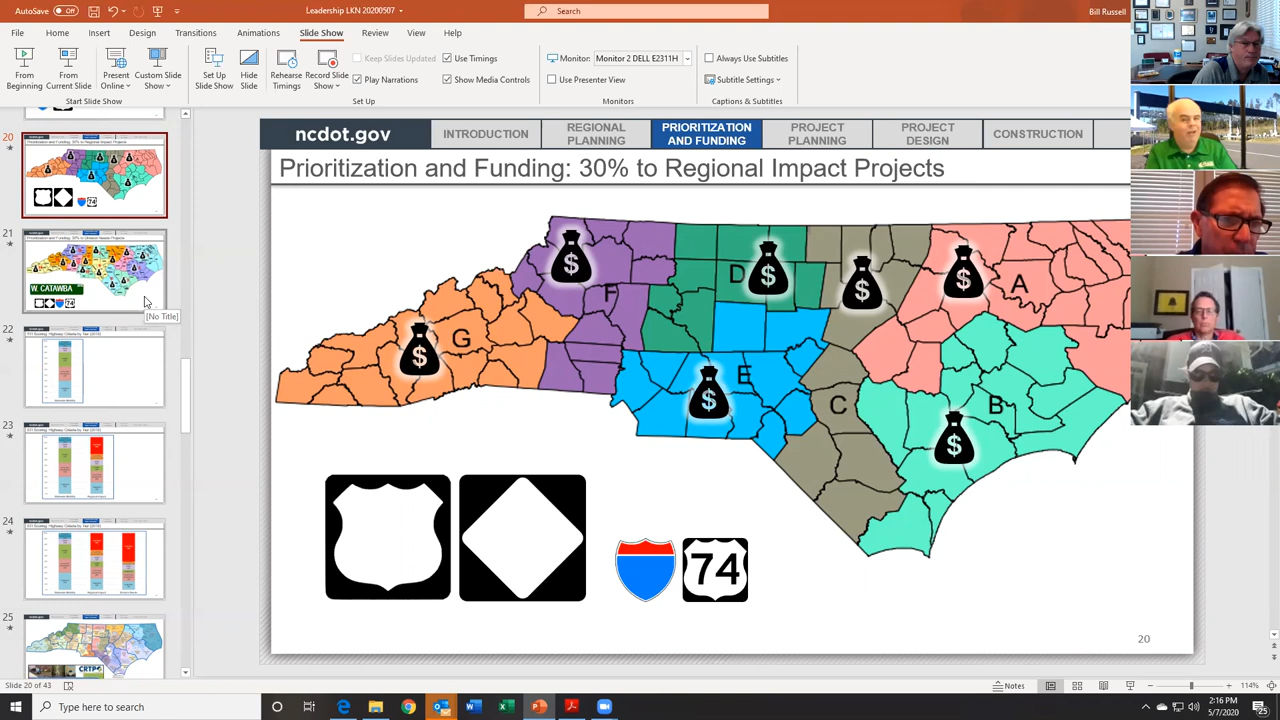 AutoSave Off
Leadership LKN 20200507
Search
Bill Russell
File Home Insert Design Transitions Animations Slide Show Review View Help
From Beginning
From Current Slide
Present Online
Custom Slide Show
Start Slide Show
Set Up Slide Show
Hide Slide
Rehearse Timings
Record Slide Show
Keep Slides Updated
Play Narrations
Use Timings
Show Media Controls
Set Up
Monitor: Monitor 2 DELL E2311H
Use Presenter View
Monitors
Always Use Subtitles
Subtitle Settings
Captions & Subtitles
20
21
W. CATAWBA
74
[No Title]
22
23
24
25
CRTPO
ncdot.gov
INTRODUCTION
REGIONAL PLANNING
PRIORITIZATION AND FUNDING
PROJECT PLANNING
PROJECT DESIGN
CONSTRUCTION
Prioritization and Funding: 30% to Regional Impact Projects
$ $ $ $
D
A
F
G
$
E
$
C
B
$
74
20
Slide 20 of 43
Notes
114%
Type here to search
2:16 PM
5/7/2020
25